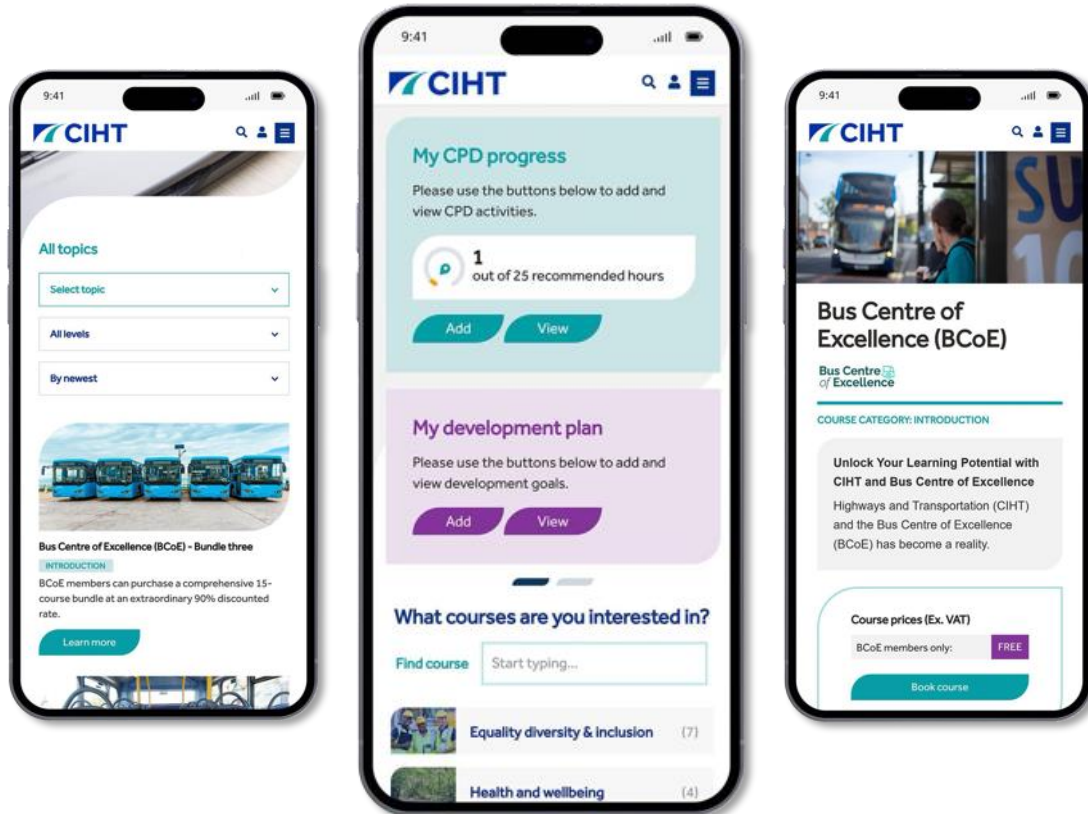 9:41
CIHT
All topics
Select topic
All levels
By newest
Bus Centre of Excellence (BCoE) - Bundle three
INTRODUCTION
BCoE members can purchase a comprehensive 15-
course bundle at an extraordinary 90% discounted
rate.
Learn more
9:41
CIHT
My CPD progress
Please use the buttons below to add and
view CPD activities.
1
out of 25 recommended hours
Add View
My development plan
Please use the buttons below to add and
view development goals.
Add View
What courses are you interested in?
Find course Start typing...
Equality diversity & inclusion (7)
Health and wellbeing (4)
9:41
CIHT
SU
10
Bus Centre of
Excellence (BCoE)
Bus Centre
of Excellence
COURSE CATEGORY: INTRODUCTION
Unlock Your Learning Potential with
CIHT and Bus Centre of Excellence
Highways and Transportation (CIHT)
and the Bus Centre of Excellence
(BCoE) has become a reality.
Course prices (Ex. VAT)
BCoE members only: FREE
Book course